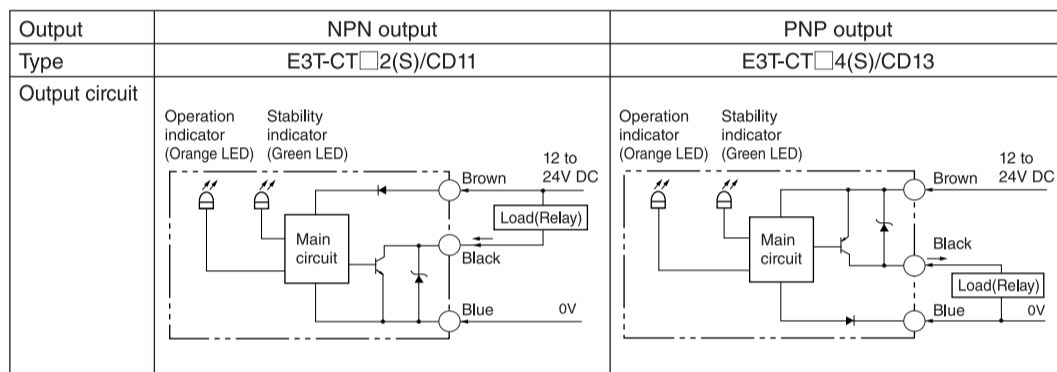 Output
NPN output
PNP output
Type
E3T-CT□2(S)/CD11
E3T-CT□4(S)/CD13
Output circuit
Operation
indicator
(Orange LED)
Stability
indicator
(Green LED)
12 to
24V DC
Brown
Load(Relay)
Main
circuit
Black
Blue
0V
Operation
indicator
(Orange LED)
Stability
indicator
(Green LED)
12 to
24V DC
Brown
Main
circuit
Black
Load(Relay)
Blue
0V